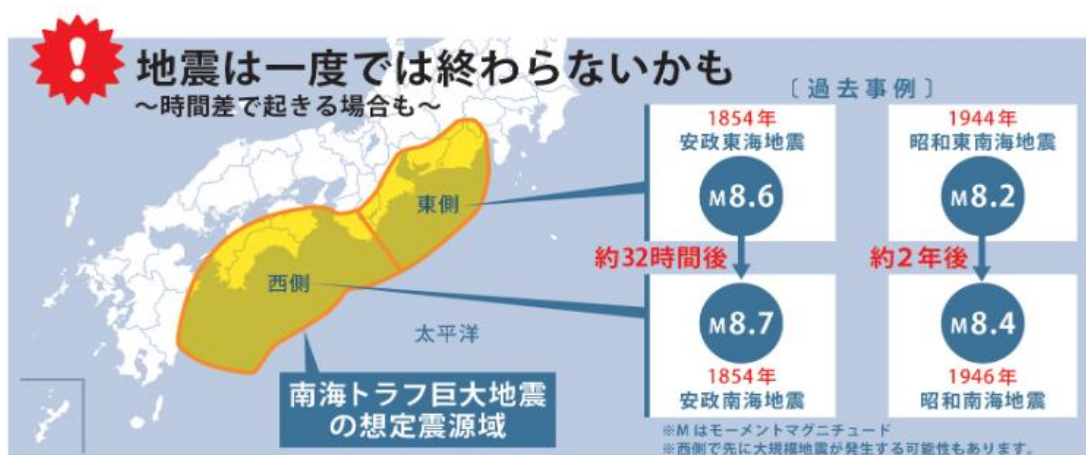 !
地震は一度では終わらないかも
〜時間差で起きる場合も〜
〔過去事例〕
1854年
安政東海地震
M8.6
約32時間後
M8.7
1854年
安政南海地震
1944年
昭和東南海地震
M8.2
約2年後
M8.4
1946年
昭和南海地震
東側
西側
太平洋
南海トラフ巨大地震
の想定震源域
※Mはモーメントマグニチュード
※西側で先に大規模地震が発生する可能性もあります。